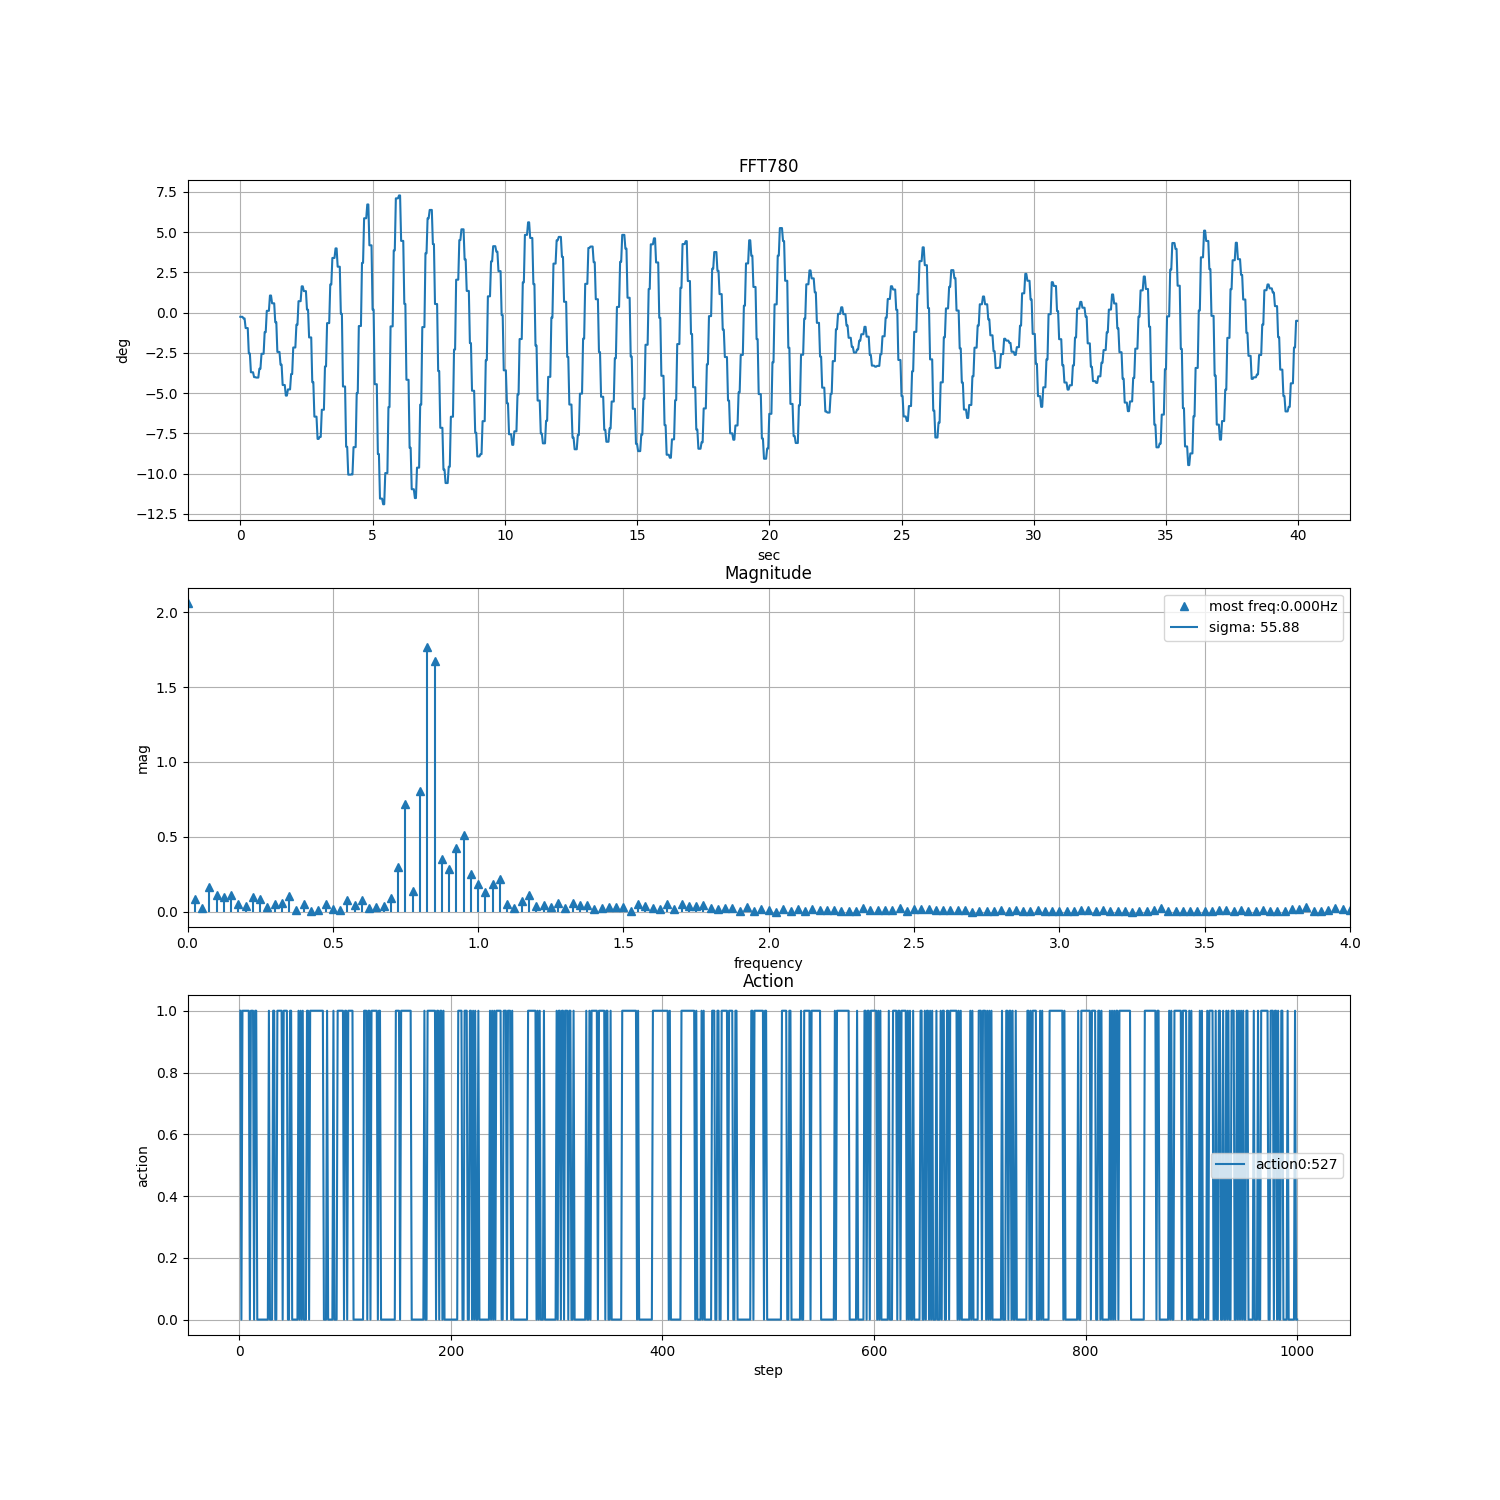 FFT780
7.5
5.0
2.5
0.0
−2.5
−5.0
−7.5
−10.0
−12.5
deg
0 5 10 15 20 25 30 35 40
sec
Magnitude
most freq:0.000Hz
sigma: 55.88
2.0
1.5
1.0
0.5
0.0
mag
0.0 0.5 1.0 1.5 2.0 2.5 3.0 3.5 4.0
frequency
Action
1.0
0.8
0.6
0.4
0.2
0.0
action
action0:527
0 200 400 600 800 1000
step